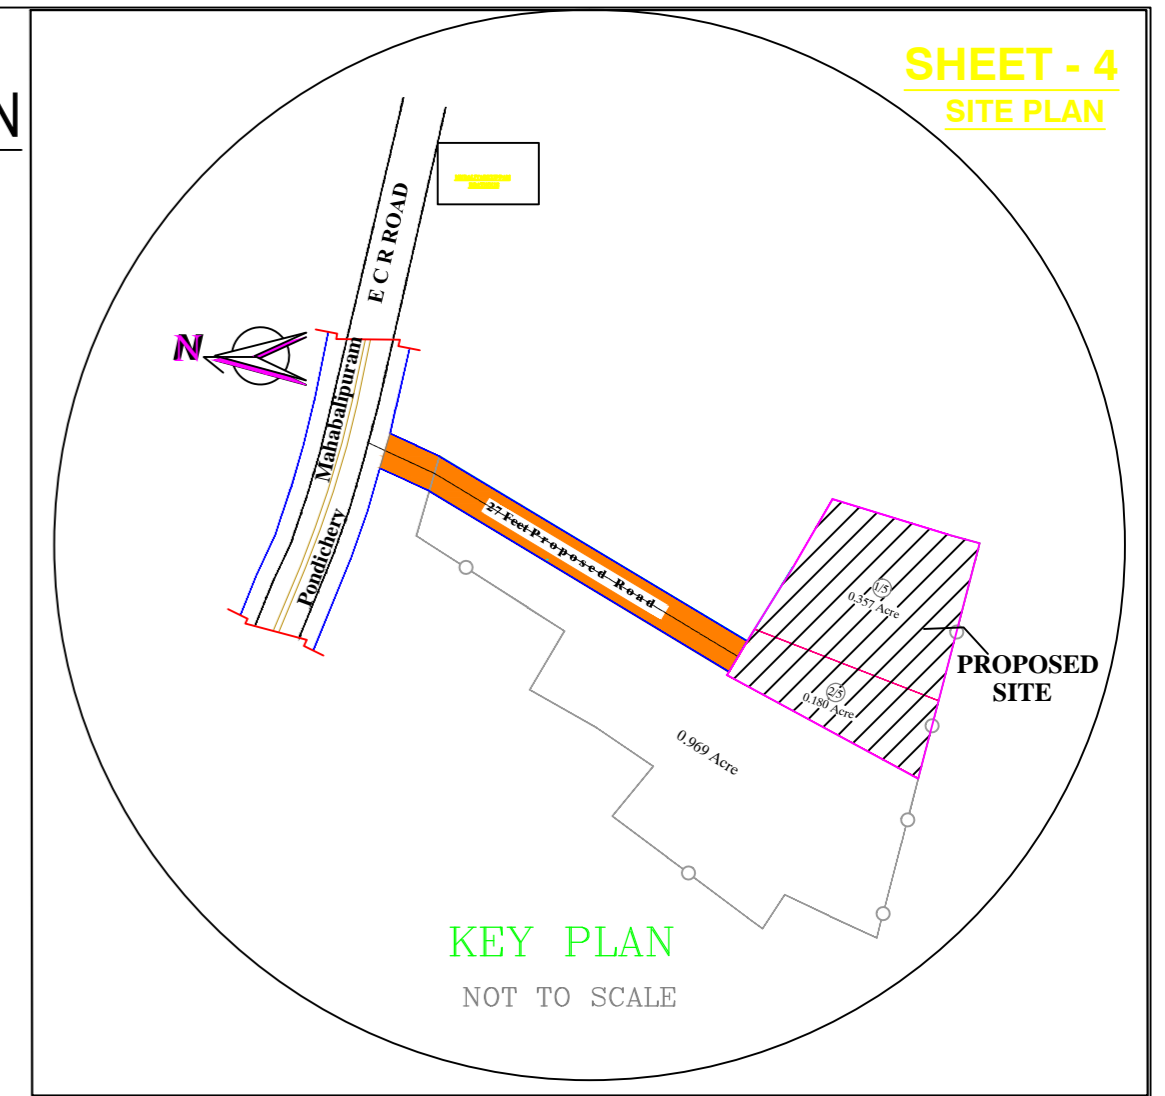 N
SHEET - 4
SITE PLAN
E C R ROAD
N
Mahabalipuram
Pondichery
27 Feet Proposed Road
1/5
0.357 Acre
PROPOSED
SITE
2/5
0.180 Acre
0.969 Acre
KEY PLAN
NOT TO SCALE